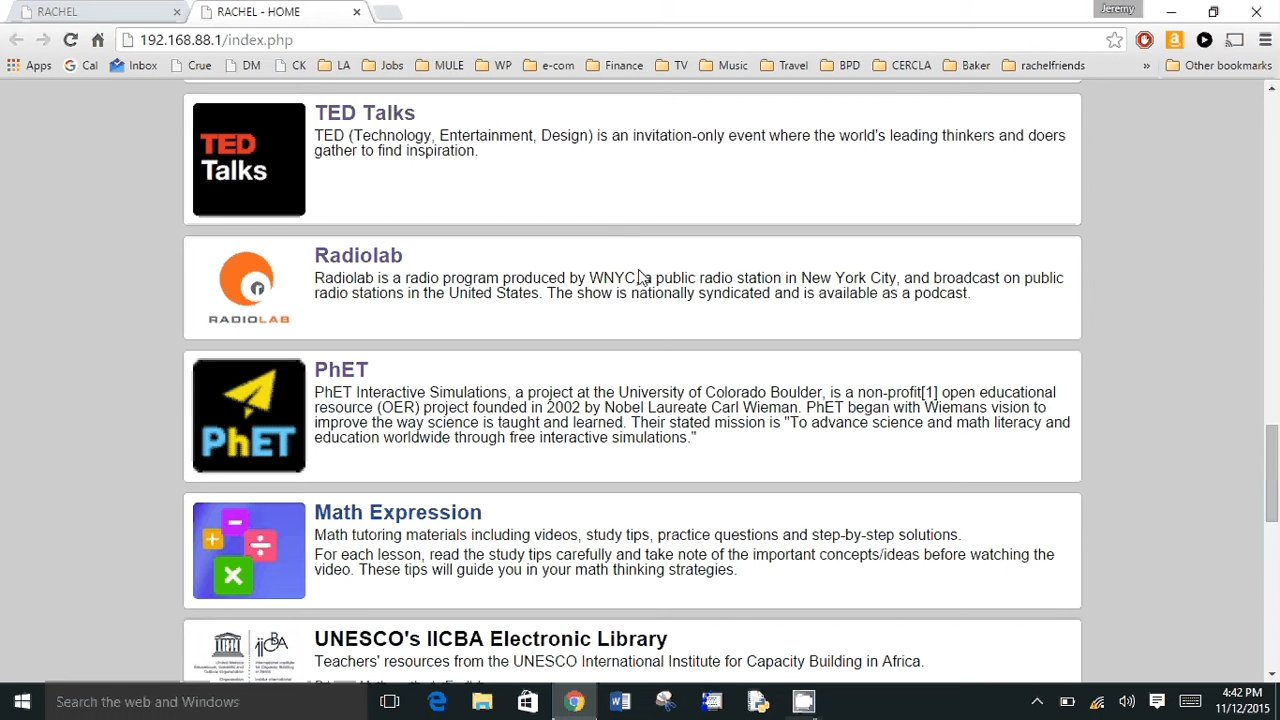 RACHEL
RACHEL - HOME
Jeremy
192.168.88.1/index.php
Apps Cal Inbox Crue DM CK LA Jobs MULE WP e-com Finance TV Music Travel BPD CERCLA Baker rachelfriends » Other bookmarks
TED Talks
TED
Talks
TED (Technology, Entertainment, Design) is an invitation-only event where the world's leading thinkers and doers
gather to find inspiration.
Radiolab
RADIOLAB
Radiolab is a radio program produced by WNYC, a public radio station in New York City, and broadcast on public
radio stations in the United States. The show is nationally syndicated and is available as a podcast.
PhET
PhET
PhET Interactive Simulations, a project at the University of Colorado Boulder, is a non-profit[1] open educational
resource (OER) project founded in 2002 by Nobel Laureate Carl Wieman. PhET began with Wiemans vision to
improve the way science is taught and learned. Their stated mission is "To advance science and math literacy and
education worldwide through free interactive simulations."
Math Expression
Math tutoring materials including videos, study tips, practice questions and step-by-step solutions.
For each lesson, read the study tips carefully and take note of the important concepts/ideas before watching the
video. These tips will guide you in your math thinking strategies.
UNESCO's IICBA Electronic Library
Teachers' resources from the UNESCO International Institute for Capacity Building in Africa.
Search the web and Windows
4:42 PM
11/12/2015